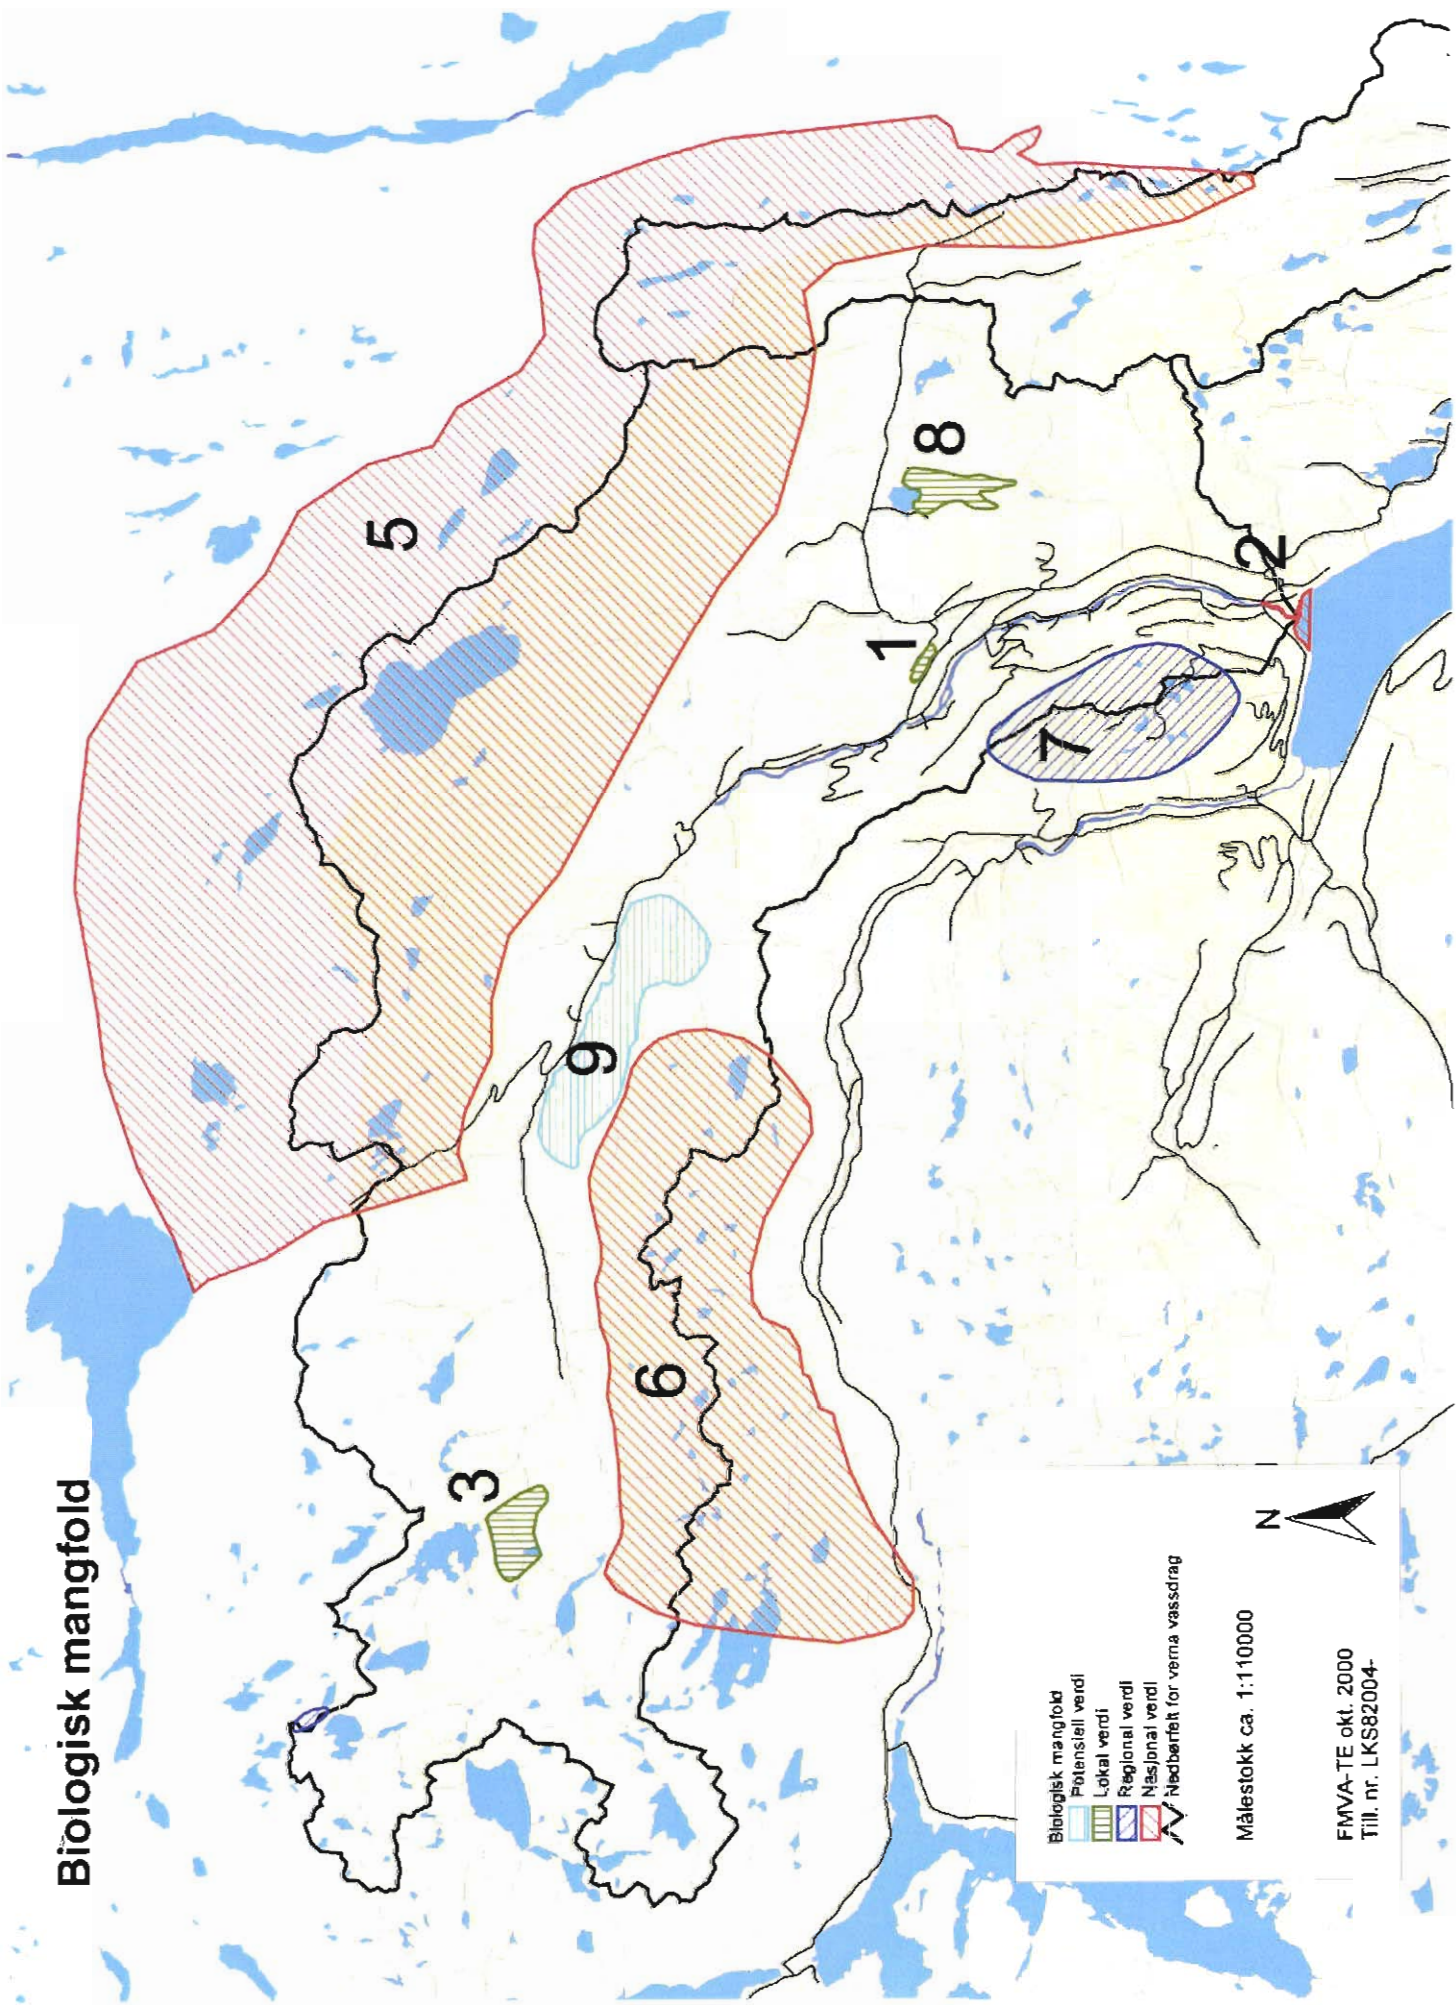 Biologisk mangfold
5
8
1
2
7
9
6
3
Biologisk mangfold
Potensiell verdi
Lokal verdi
Regional verdi
Nasjonal verdi
Nedbørfelt for verna vassdrag
N
Målestokk ca. 1:110000
FMVA-TE okt. 2000
Till. nr. LKS82004-